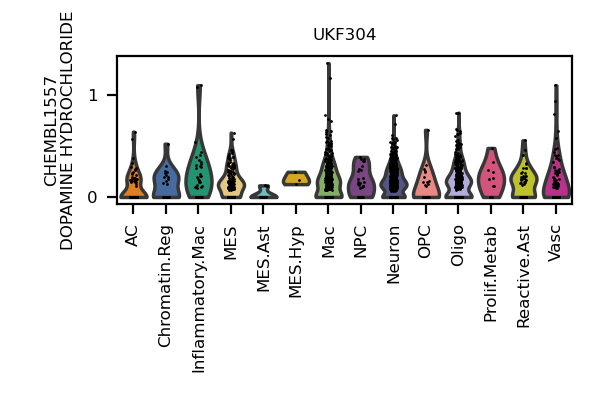 UKF304
CHEMBL1557
DOPAMINE HYDROCHLORIDE
1
0
AC
Chromatin.Reg
Inflammatory.Mac
MES
MES.Ast
MES.Hyp
Mac
NPC
Neuron
OPC
Oligo
Prolif.Metab
Reactive.Ast
Vasc